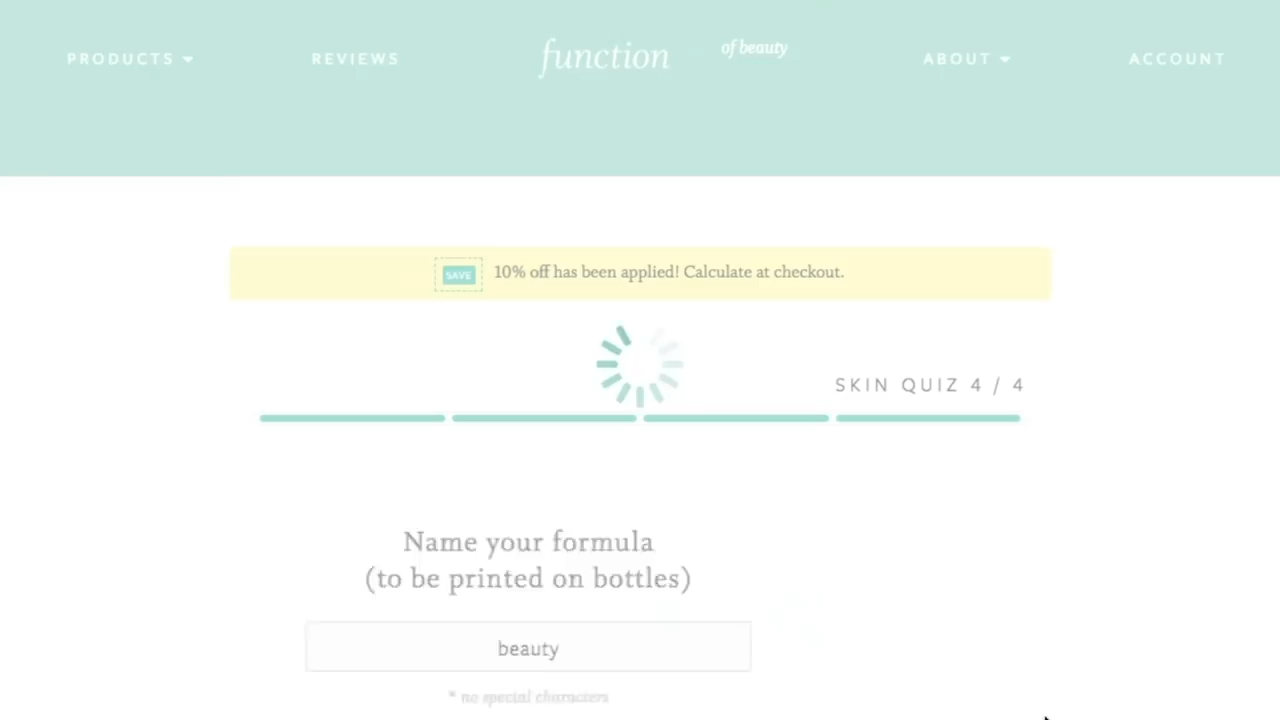 PRODUCTS
REVIEWS
function of beauty
ABOUT
ACCOUNT
SAVE 10% off has been applied! Calculate at checkout.
SKIN QUIZ 4 / 4
Name your formula
(to be printed on bottles)
beauty
* no special characters